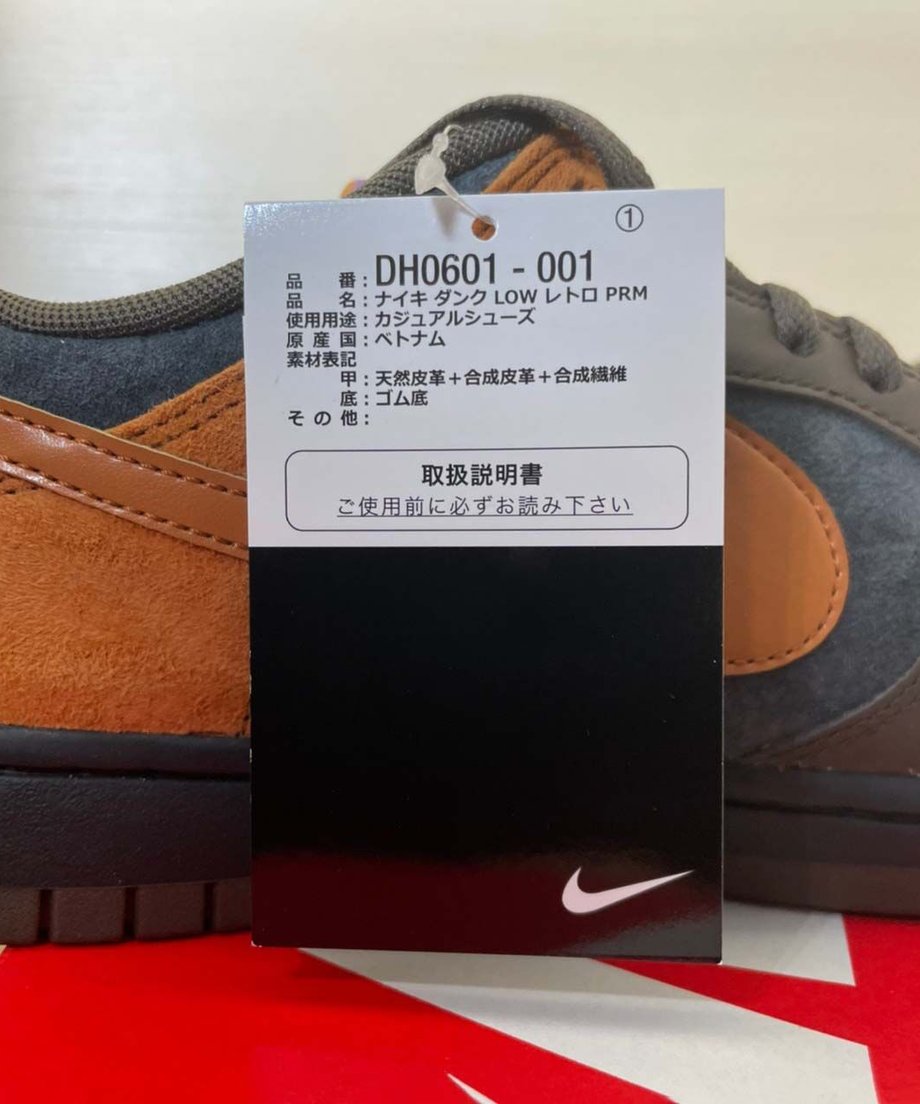 ①
品 番：DH0601 - 001
品 名：ナイキ ダンク LOW レトロ PRM
使用用途：カジュアルシューズ
原 産 国：ベトナム
素材表記
甲：天然皮革＋合成皮革＋合成繊維
底：ゴム底
そ の 他：
取扱説明書
ご使用前に必ずお読み下さい